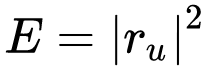 E = |r_u|^2